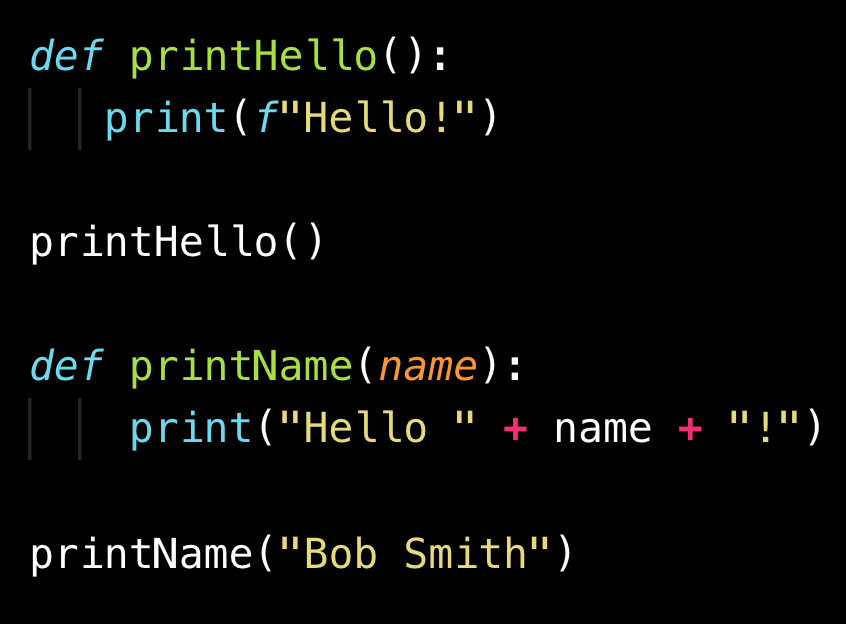 def printHello():
   print(f"Hello!")
printHello()
def printName(name):
    print("Hello " + name + "!")
printName("Bob Smith")